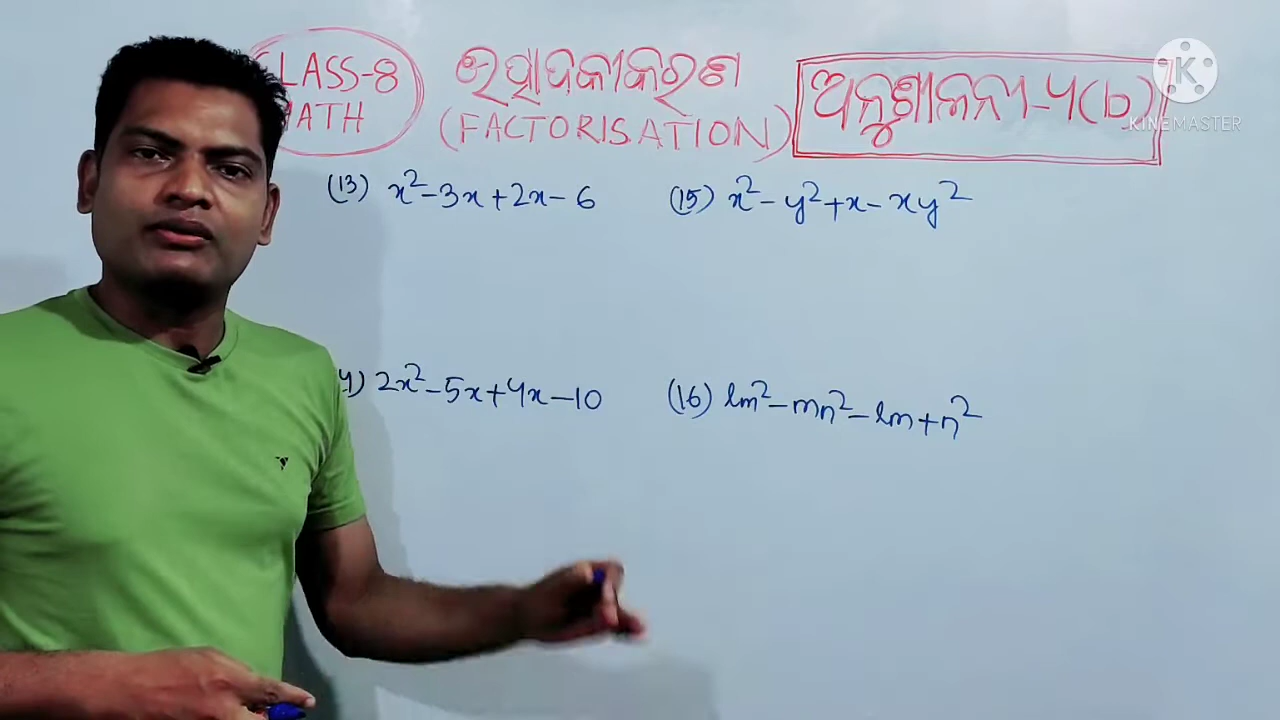 CLASS-8
MATH
ଉତ୍ପାଦକୀକରଣ
(FACTORISATION)
ଅନୁଶୀଳନୀ-4(b)
KINEMASTER
(13) x²-3x+2x-6
(15) x²-y²+x-xy²
4) 2x²-5x+4x-10
(16) lm²-mn²-lm+n²